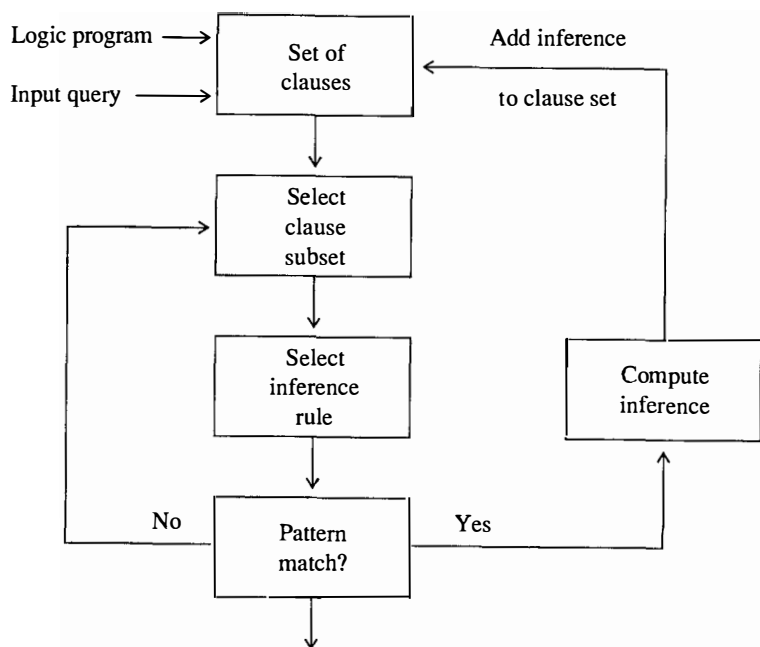 Logic program
Input query
Set of
clauses
Add inference
to clause set
Select
clause
subset
Select
inference
rule
Compute
inference
No
Pattern
match?
Yes